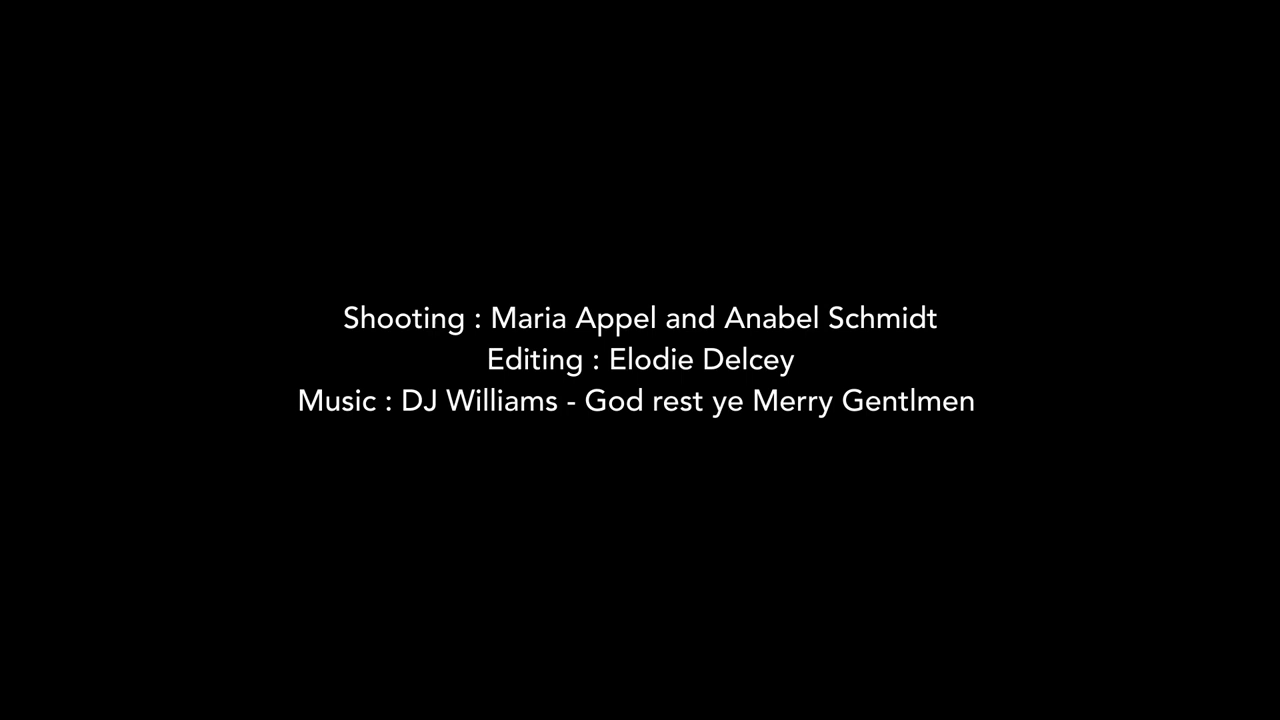 Shooting : Maria Appel and Anabel Schmidt
Editing : Elodie Delcey
Music : DJ Williams - God rest ye Merry Gentlmen